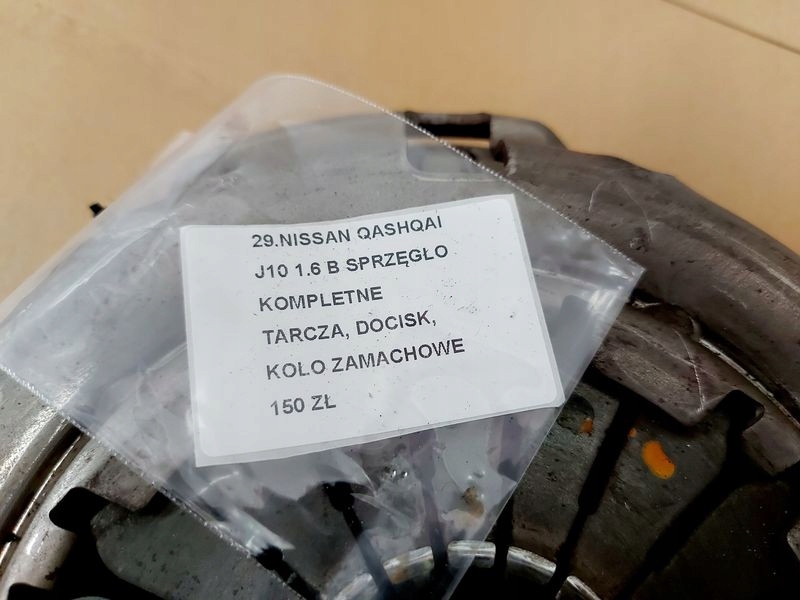 29.NISSAN QASHQAI
J10 1.6 B SPRZĘGŁO
KOMPLETNE
TARCZA, DOCISK,
KOŁO ZAMACHOWE
150 ZŁ